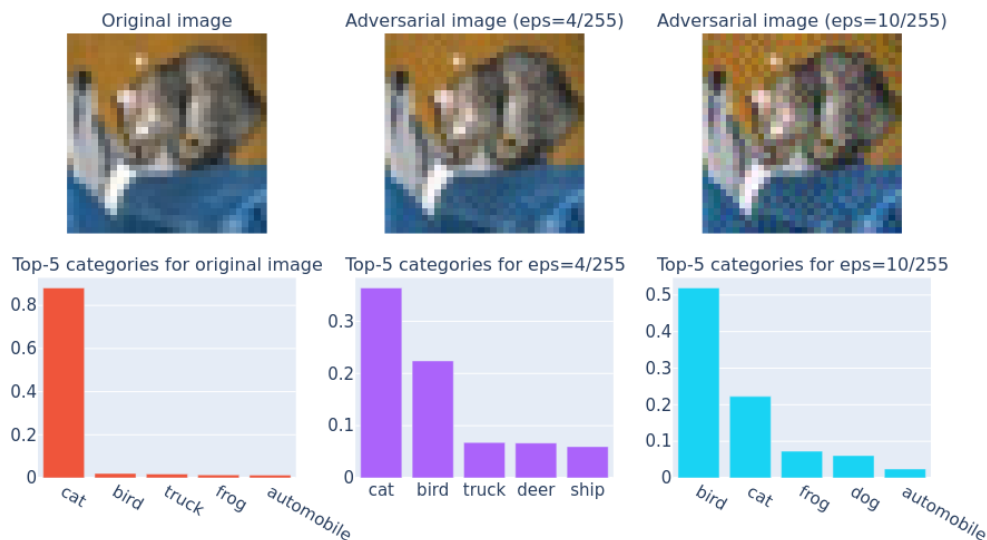 Original image
Adversarial image (eps=4/255)
Adversarial image (eps=10/255)
Top-5 categories for original image
Top-5 categories for eps=4/255
Top-5 categories for eps=10/255
0.8
0.6
0.4
0.2
0
cat
bird
truck
frog
automobile
0.3
0.2
0.1
0
cat
bird
truck
deer
ship
0.5
0.4
0.3
0.2
0.1
0
bird
cat
frog
dog
automobile